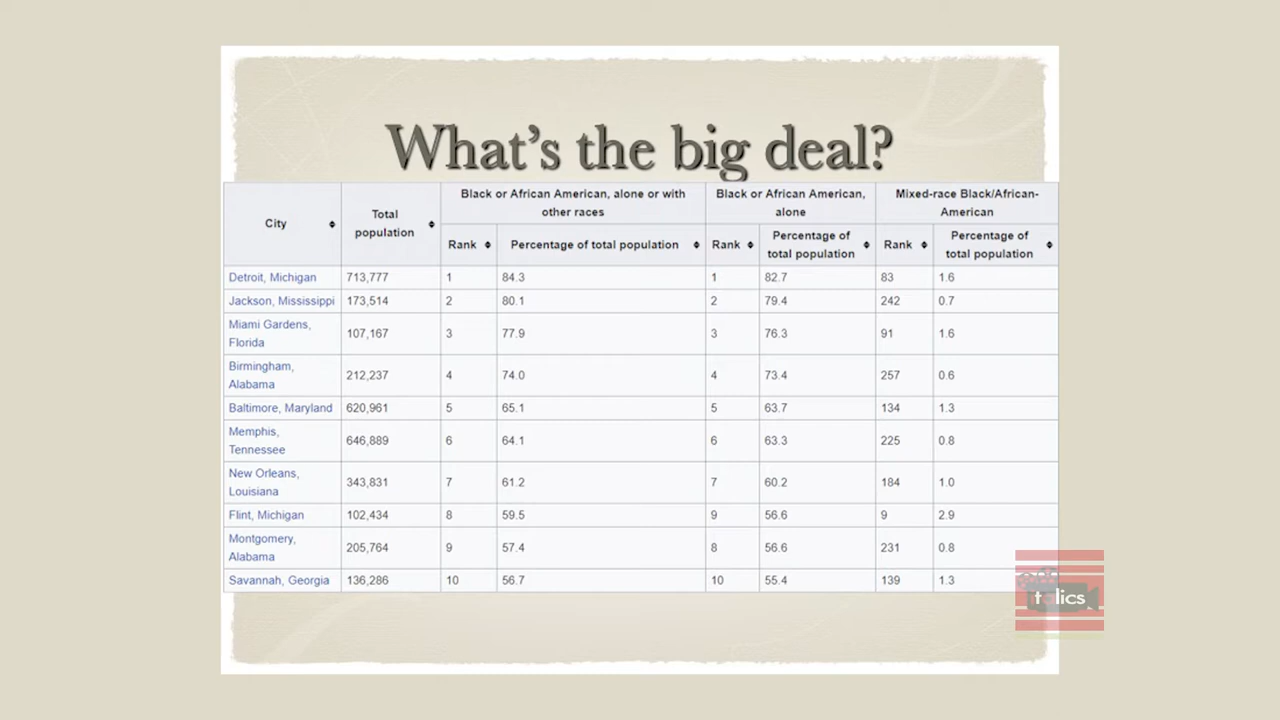 What's the big deal?
City
Total population
Black or African American, alone or with other races
Black or African American, alone
Mixed-race Black/African-American
Rank Percentage of total population Rank Percentage of total population Rank Percentage of total population
Detroit, Michigan 713,777 1 84.3 1 82.7 83 1.6
Jackson, Mississippi 173,514 2 80.1 2 79.4 242 0.7
Miami Gardens, Florida 107,167 3 77.9 3 76.3 91 1.6
Birmingham, Alabama 212,237 4 74.0 4 73.4 257 0.6
Baltimore, Maryland 620,961 5 65.1 5 63.7 134 1.3
Memphis, Tennessee 646,889 6 64.1 6 63.3 225 0.8
New Orleans, Louisiana 343,831 7 61.2 7 60.2 184 1.0
Flint, Michigan 102,434 8 59.5 9 56.6 9 2.9
Montgomery, Alabama 205,764 9 57.4 8 56.6 231 0.8
Savannah, Georgia 136,286 10 56.7 10 55.4 139 1.3